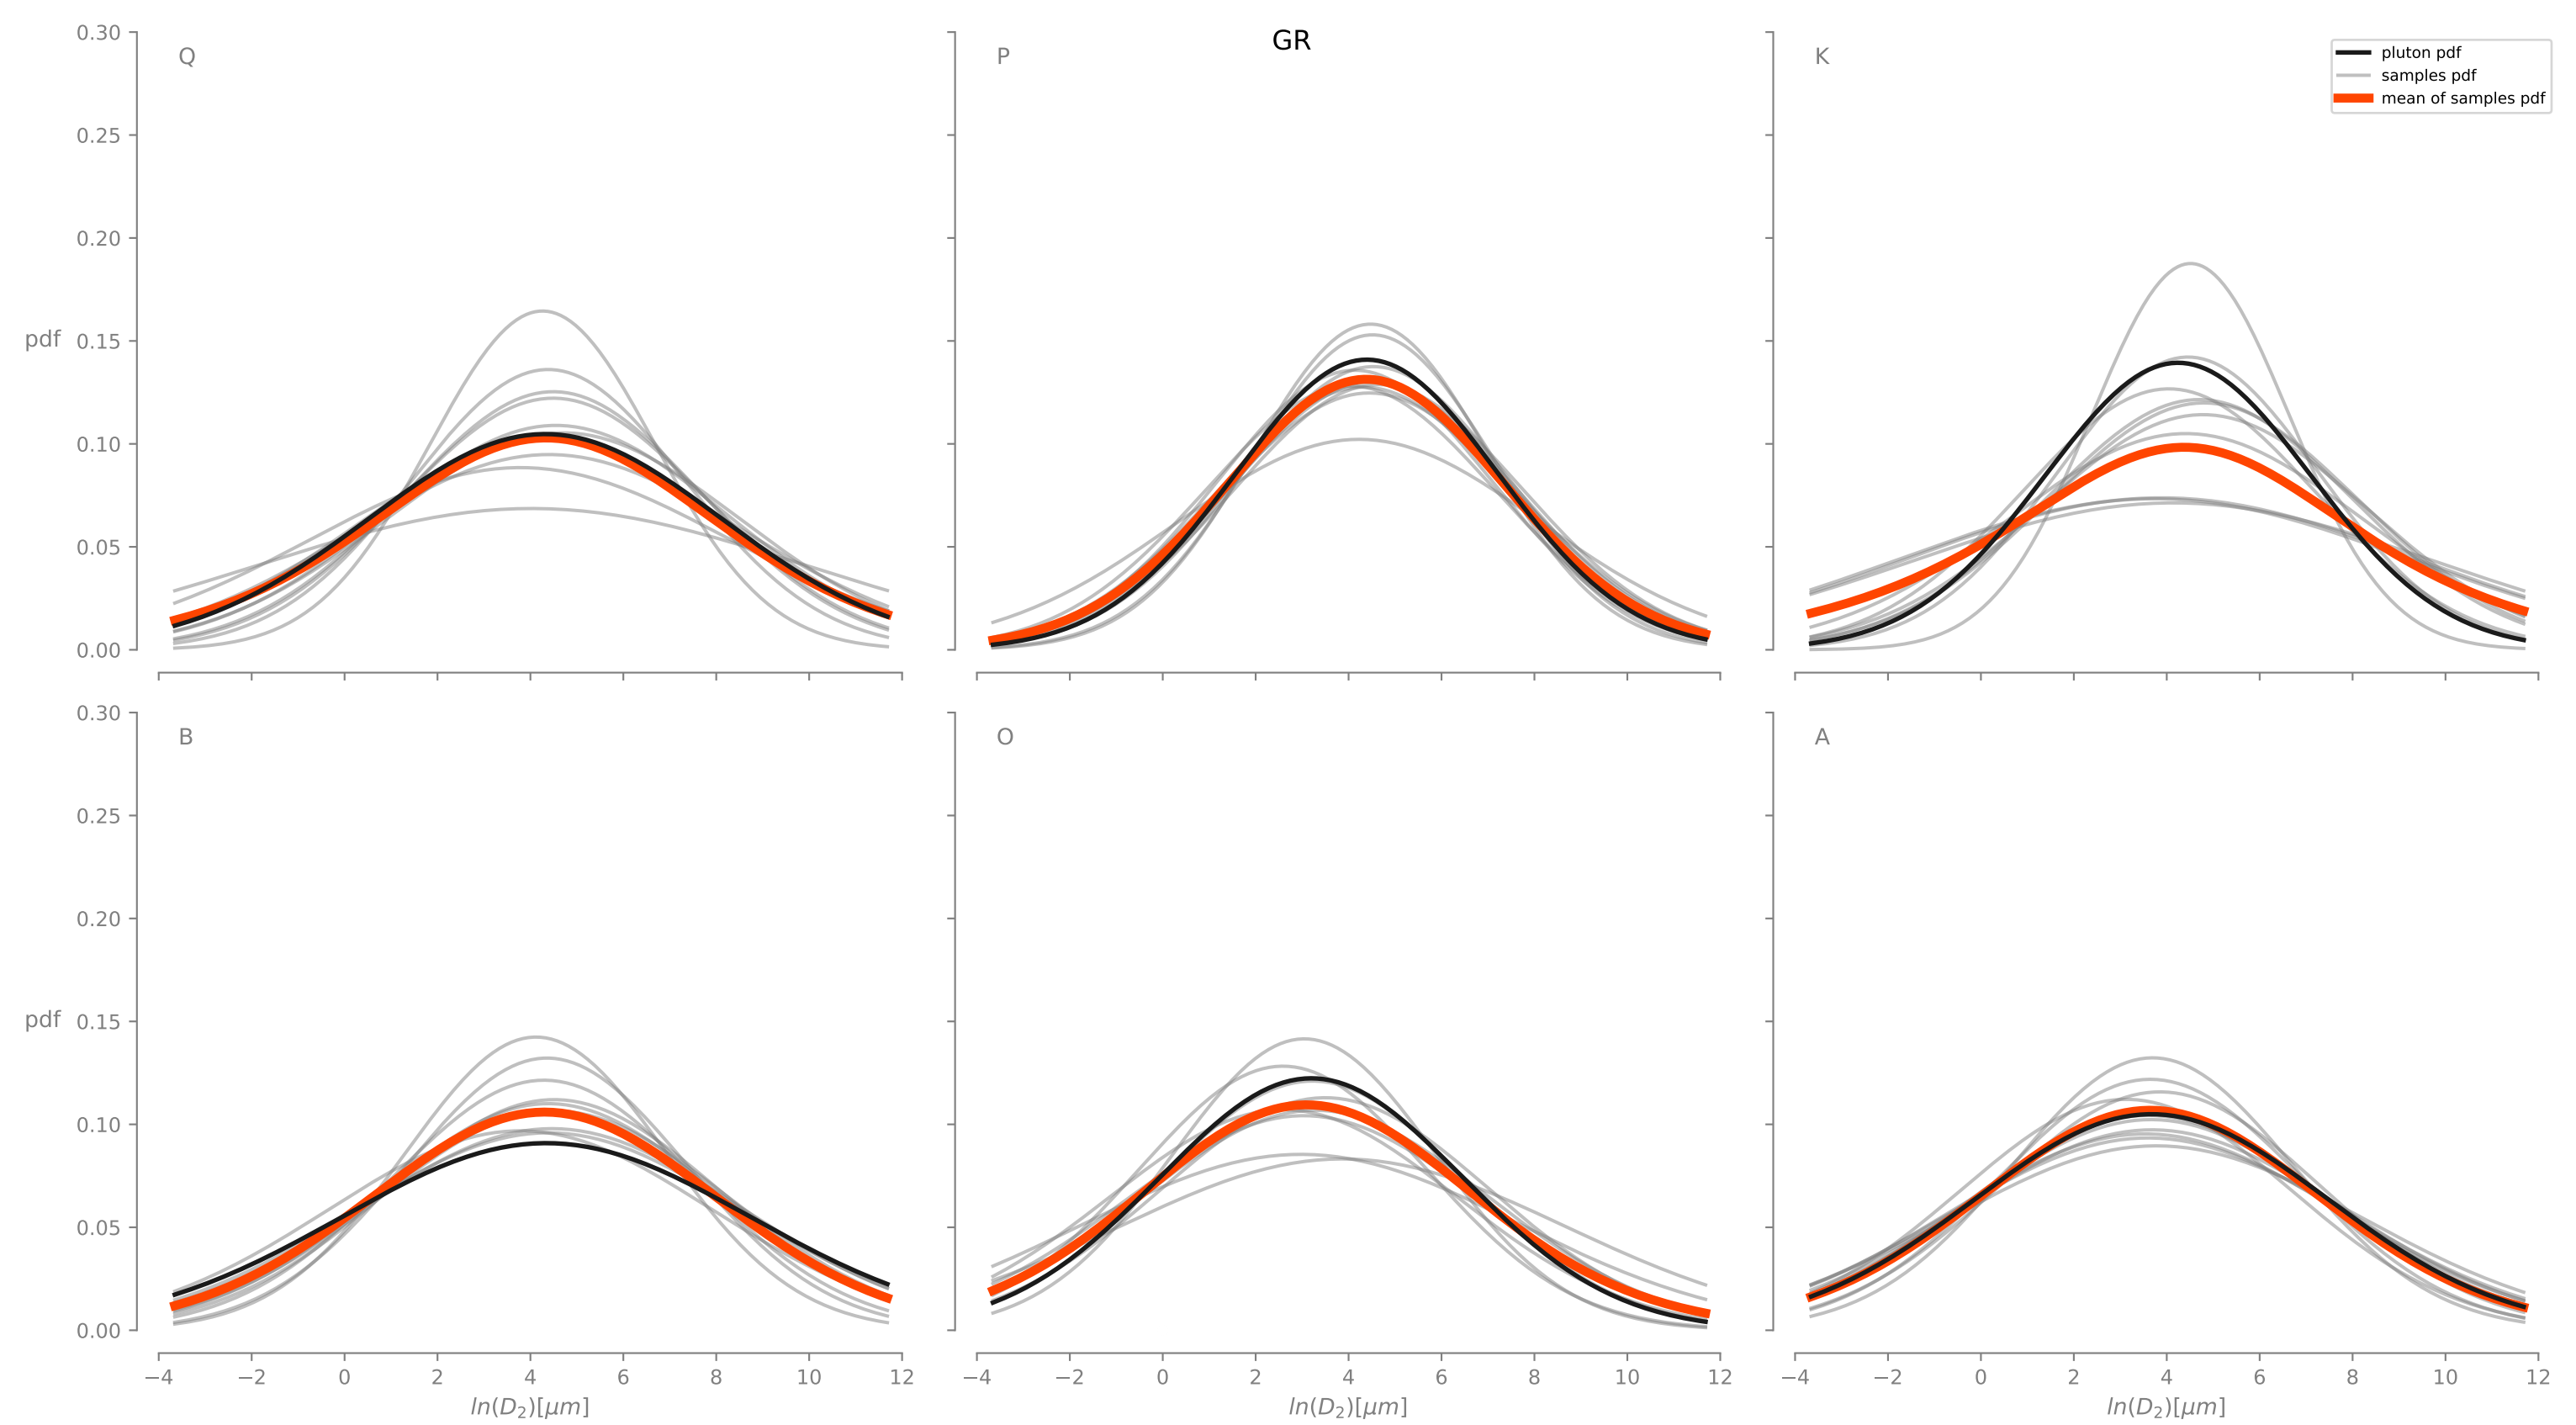 GR
Q
P
K
pluton pdf
samples pdf
mean of samples pdf
pdf
0.30
0.25
0.20
0.15
0.10
0.05
0.00
B
O
A
pdf
0.30
0.25
0.20
0.15
0.10
0.05
0.00
−4 −2 0 2 4 6 8 10 12
−4 −2 0 2 4 6 8 10 12
−4 −2 0 2 4 6 8 10 12
ln(D₂)[μm]
ln(D₂)[μm]
ln(D₂)[μm]